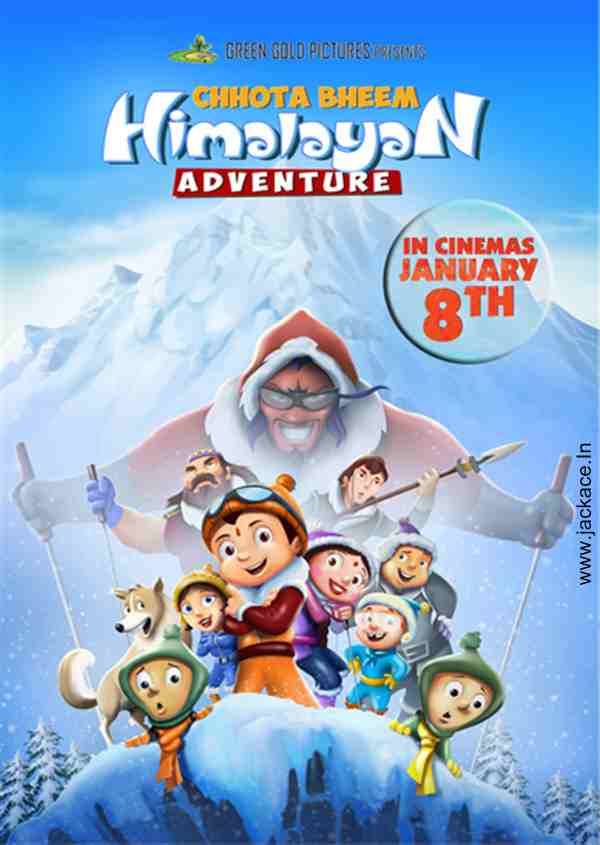 GREEN GOLD PICTURES PRESENTS
CHHOTA BHEEM
HimalayaN
ADVENTURE
IN CINEMAS
JANUARY
8TH
www.jackace.In